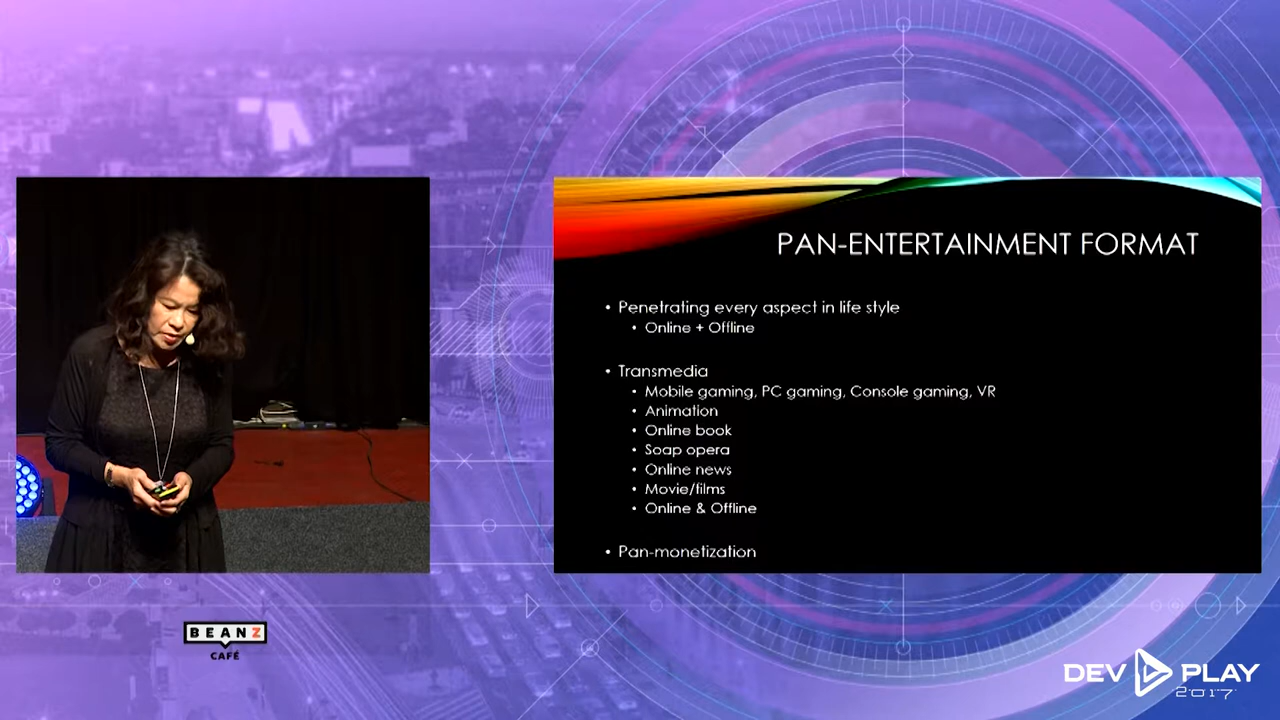 PAN-ENTERTAINMENT FORMAT
• Penetrating every aspect in life style
• Online + Offline
• Transmedia
• Mobile gaming, PC gaming, Console gaming, VR
• Animation
• Online book
• Soap opera
• Online news
• Movie/films
• Online & Offline
• Pan-monetization
BEANZ
CAFÉ
DEV PLAY
2017